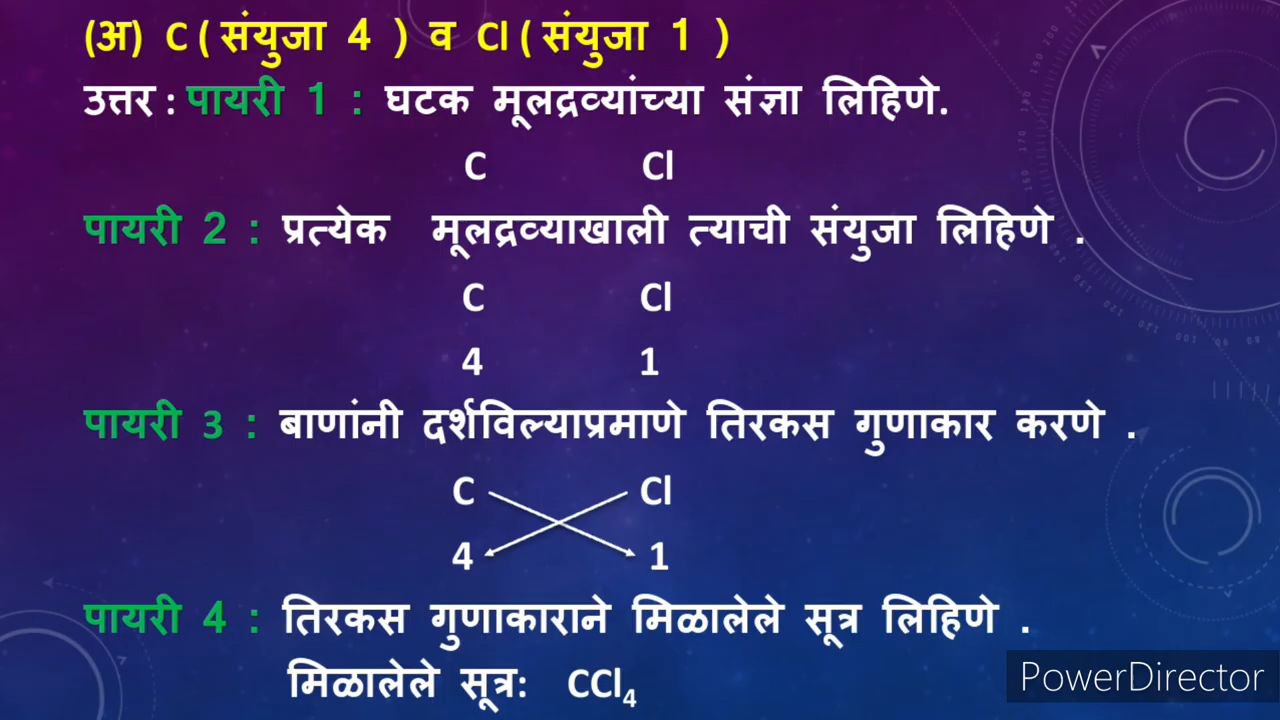 (अ) C ( संयुजा 4 ) व Cl ( संयुजा 1 )
उत्तर : पायरी 1 : घटक मूलद्रव्यांच्या संज्ञा लिहिणे.
C Cl
पायरी 2 : प्रत्येक मूलद्रव्याखाली त्याची संयुजा लिहिणे .
C Cl
4 1
पायरी 3 : बाणांनी दर्शविल्याप्रमाणे तिरकस गुणाकार करणे .
C Cl
4 1
पायरी 4 : तिरकस गुणाकाराने मिळालेले सूत्र लिहिणे .
मिळालेले सूत्र: CCl₄
PowerDirector